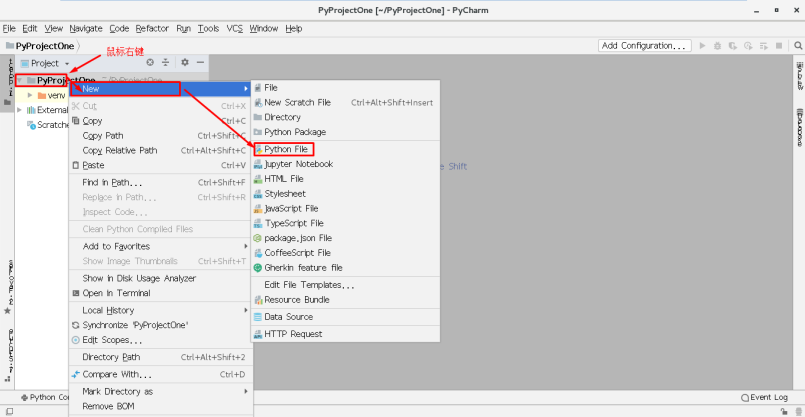 PyProjectOne [~/PyProjectOne] - PyCharm
File Edit View Navigate Code Refactor Run Tools VCS Window Help
PyProjectOne
Add Configuration...
鼠标右键
Project
PyProjectOne ~/PyProjectOne
venv
External
Scratche
New
Cut Ctrl+X
Copy Ctrl+C
Copy Path Ctrl+Shift+C
Copy Relative Path Ctrl+Alt+Shift+C
Paste Ctrl+V
Find in Path... Ctrl+Shift+F
Replace in Path... Ctrl+Shift+R
Inspect Code...
Clean Python Compiled Files
Add to Favorites
Show Image Thumbnails Ctrl+Shift+T
Show in Disk Usage Analyzer
Open in Terminal
Local History
Synchronize 'PyProjectOne'
Edit Scopes...
Directory Path Ctrl+Alt+Shift+2
Compare With... Ctrl+D
Mark Directory as
Remove BOM
File
New Scratch File Ctrl+Alt+Shift+Insert
Directory
Python Package
Python File
Jupyter Notebook
HTML File
Stylesheet
JavaScript File
TypeScript File
package.json File
CoffeeScript File
Gherkin feature file
Edit File Templates...
Resource Bundle
Data Source
HTTP Request
e Shift
Python Co
Event Log